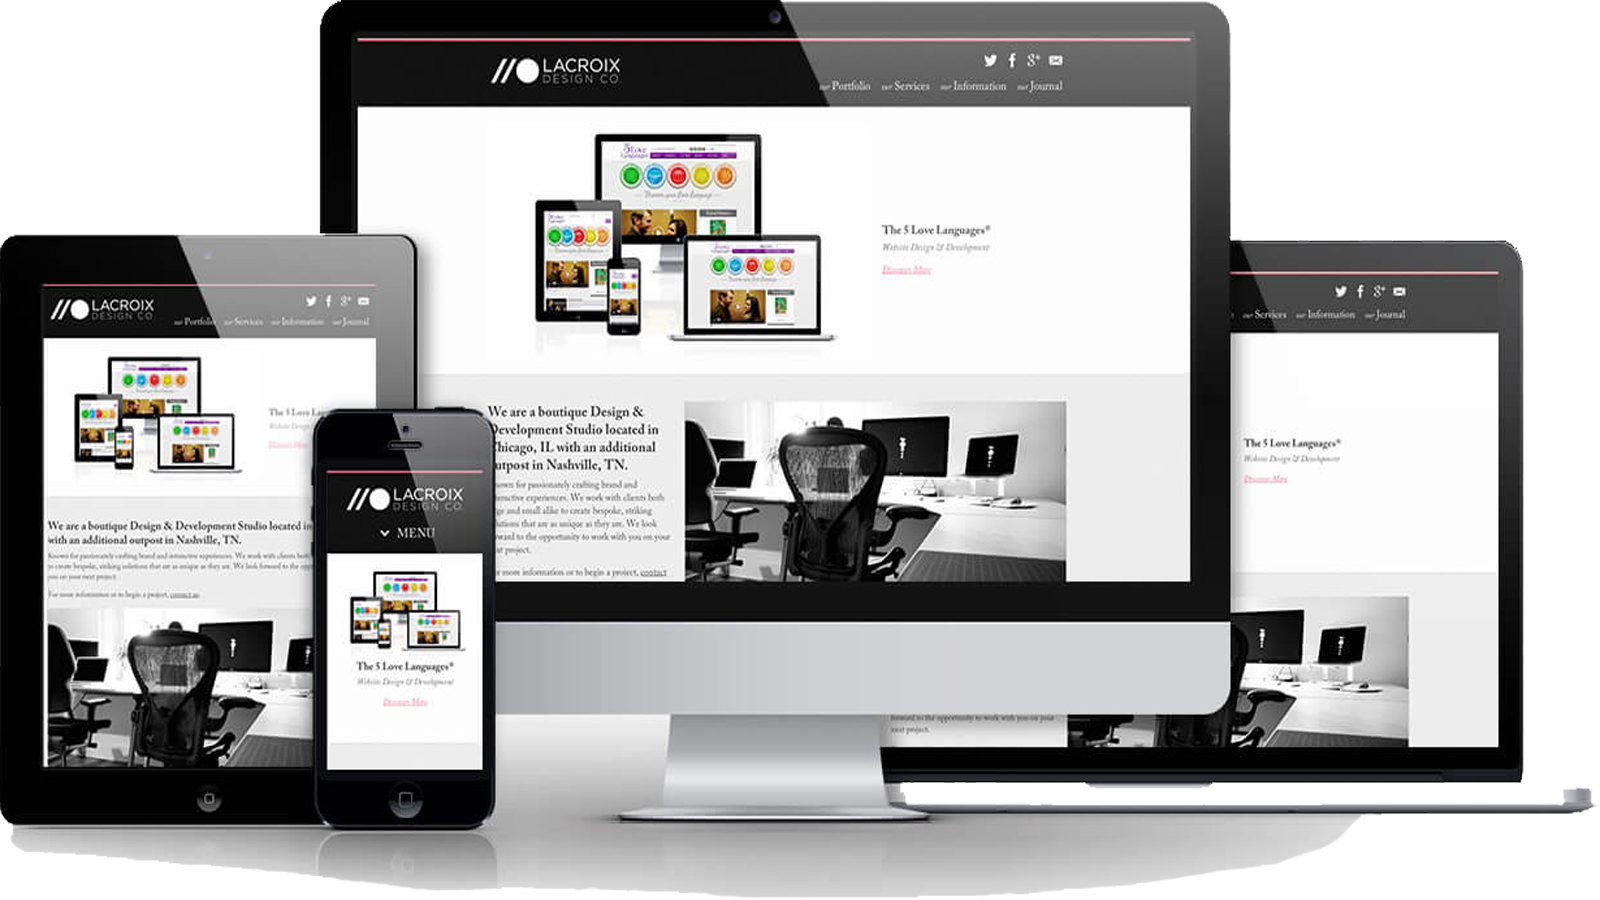 LACROIX
DESIGN CO.
our Portfolio our Services our Information our Journal
5 Love
Languages
The 5 Love Languages®
Website Design & Development
Discover More
We are a boutique Design &
Development Studio located in
Chicago, IL with an additional
outpost in Nashville, TN.
Known for passionately crafting brand and
interactive experiences. We work with clients both
large and small alike to create bespoke, striking
solutions that are as unique as they are. We look
forward to the opportunity to work with you on your
next project.
For more information or to begin a project, contact
LACROIX
DESIGN CO.
our Portfolio our Services our Information our Journal
The 5 Love Lang
Website Design
Discover More
We are a boutique Design & Development Studio located in
with an additional outpost in Nashville, TN.
Known for passionately crafting brand and interactive experiences. We work with clients both
to create bespoke, striking solutions that are as unique as they are. We look forward to the opp
you on your next project.
For more information or to begin a project, contact us
LACROIX
DESIGN CO.
MENU
The 5 Love Languages®
Website Design & Development
Discover More
our Services our Information our Journal
The 5 Love Languages®
Website Design & Development
Discover More
forward to the opportunity to work with you on your
next project.